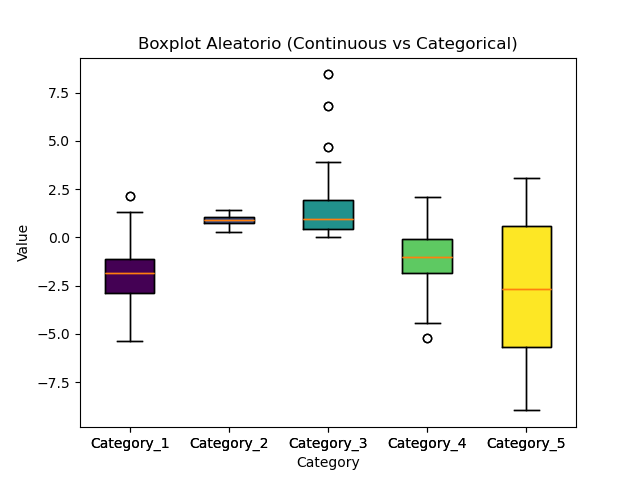 Boxplot Aleatorio (Continuous vs Categorical)
7.5
5.0
2.5
0.0
−2.5
−5.0
−7.5
Value
Category_1 Category_2 Category_3 Category_4 Category_5
Category